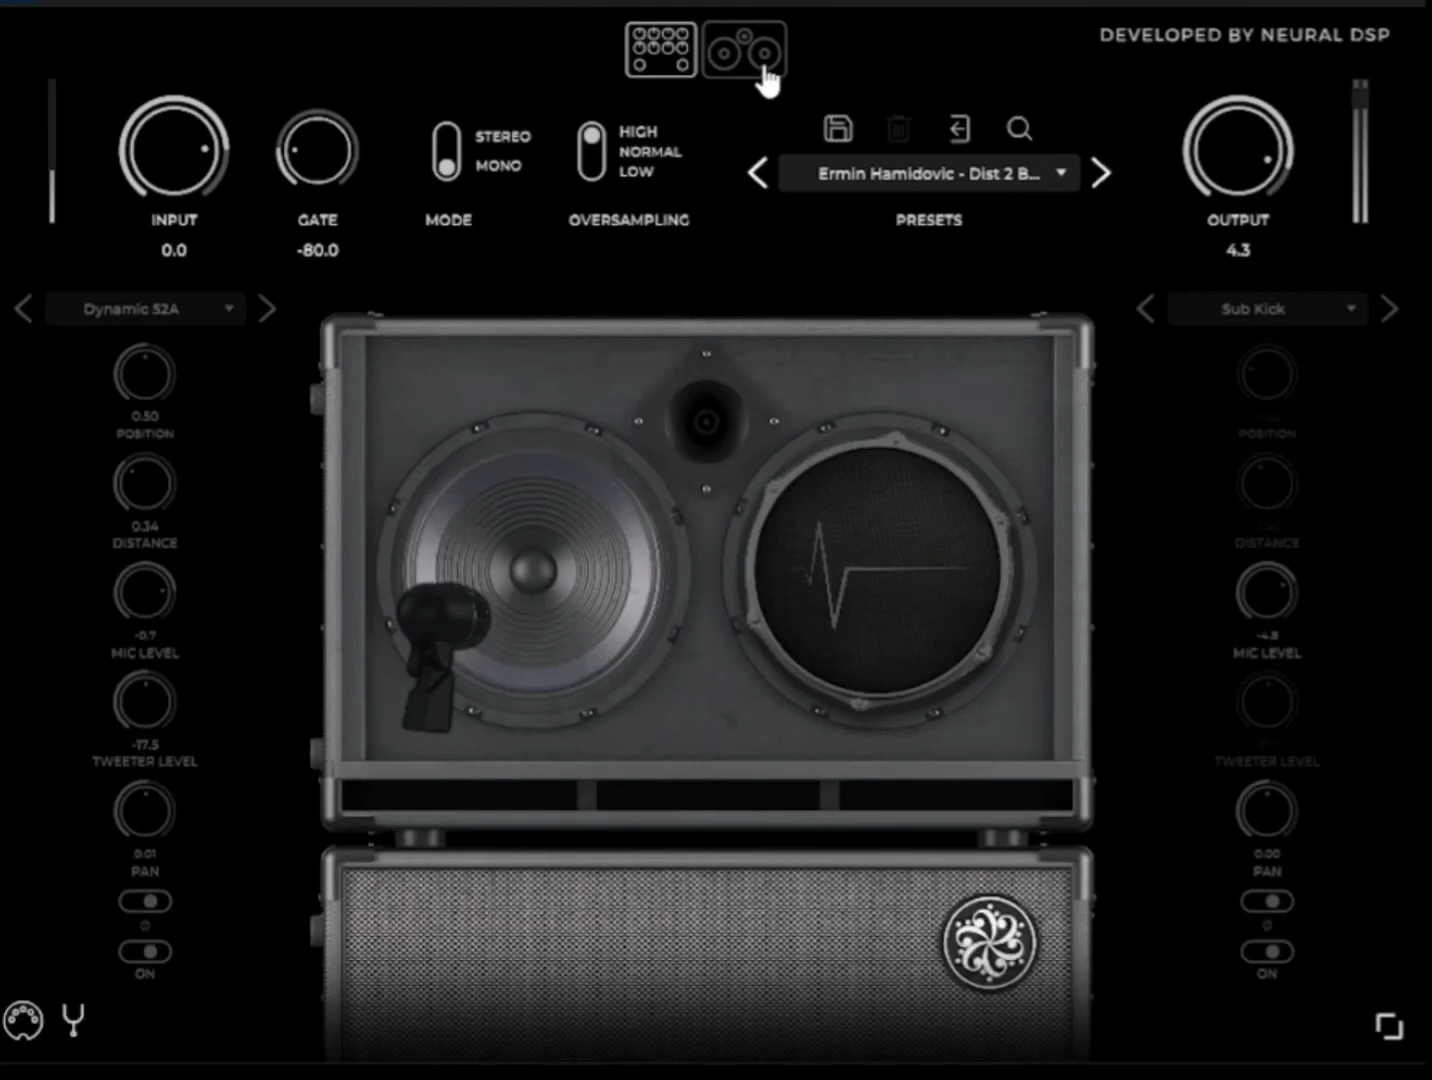 DEVELOPED BY NEURAL DSP
STEREO
MONO
HIGH
NORMAL
LOW
Ermin Hamidovic - Dist 2 B...
INPUT
GATE
MODE
OVERSAMPLING
PRESETS
OUTPUT
0.0
-80.0
4.3
Dynamic 52A
Sub Kick
0.50
POSITION
0.34
DISTANCE
-0.7
MIC LEVEL
-17.5
TWEETER LEVEL
0.01
PAN
ON
POSITION
DISTANCE
-4.8
MIC LEVEL
TWEETER LEVEL
0.00
PAN
ON